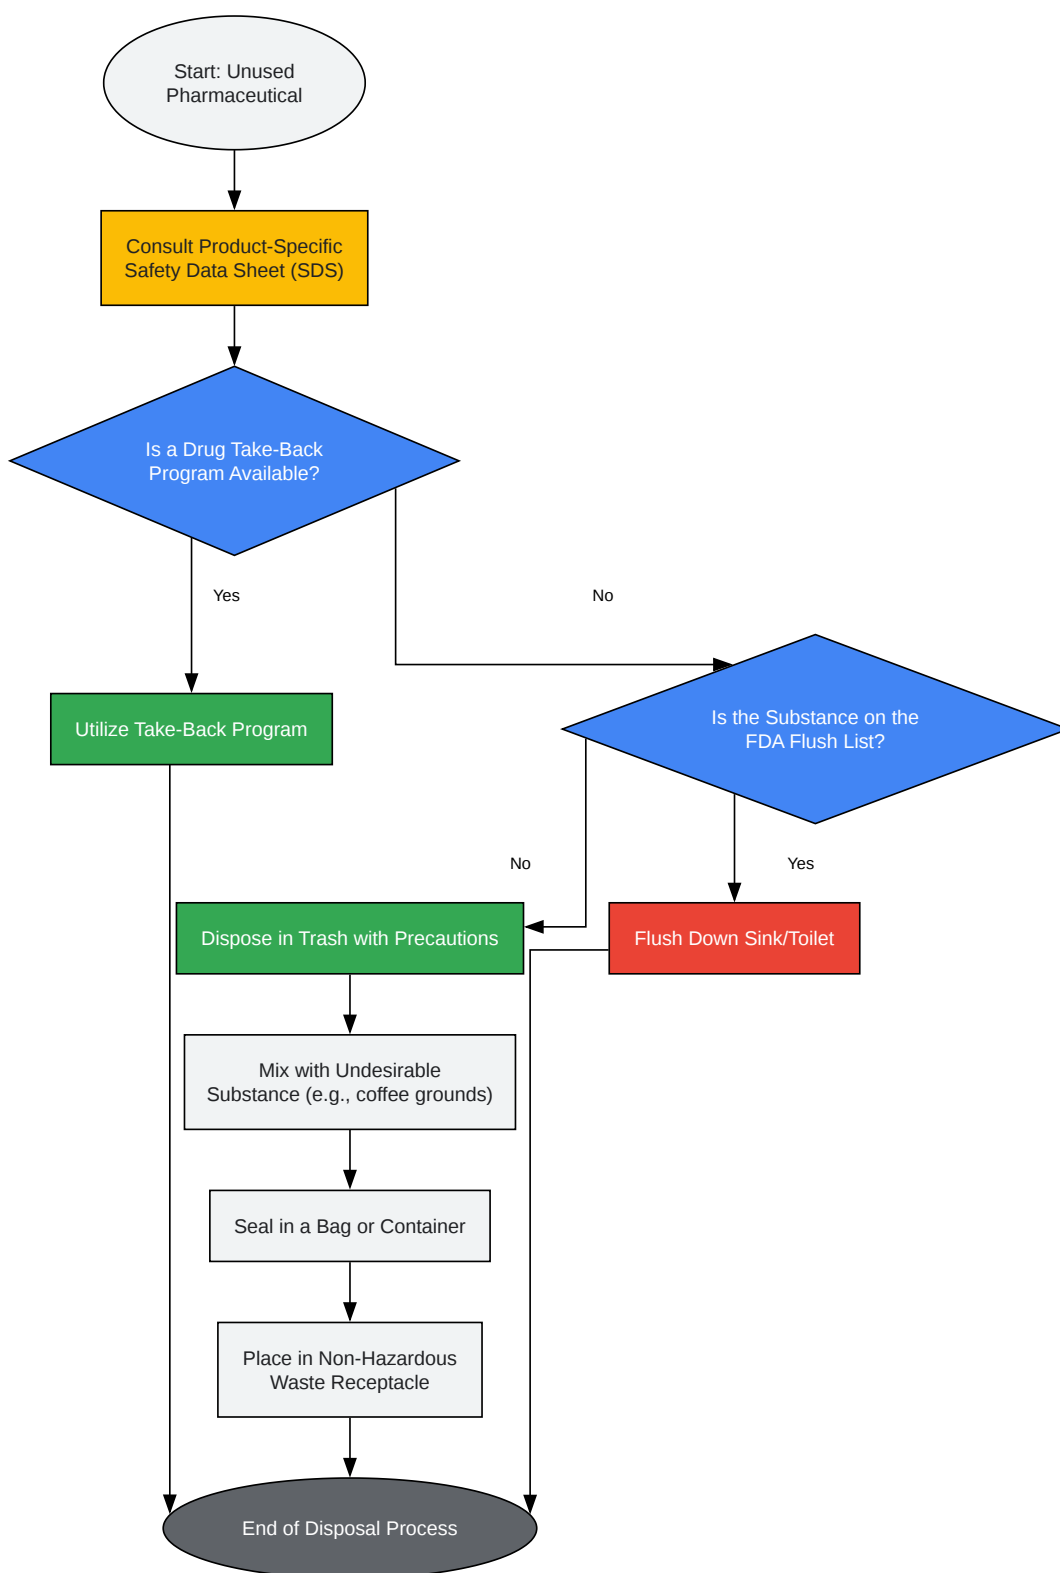 Start: Unused
Pharmaceutical
Consult Product-Specific
Safety Data Sheet (SDS)
Is a Drug Take-Back
Program Available?
Yes
No
Utilize Take-Back Program
Is the Substance on the
FDA Flush List?
No
Yes
Dispose in Trash with Precautions
Flush Down Sink/Toilet
Mix with Undesirable
Substance (e.g., coffee grounds)
Seal in a Bag or Container
Place in Non-Hazardous
Waste Receptacle
End of Disposal Process